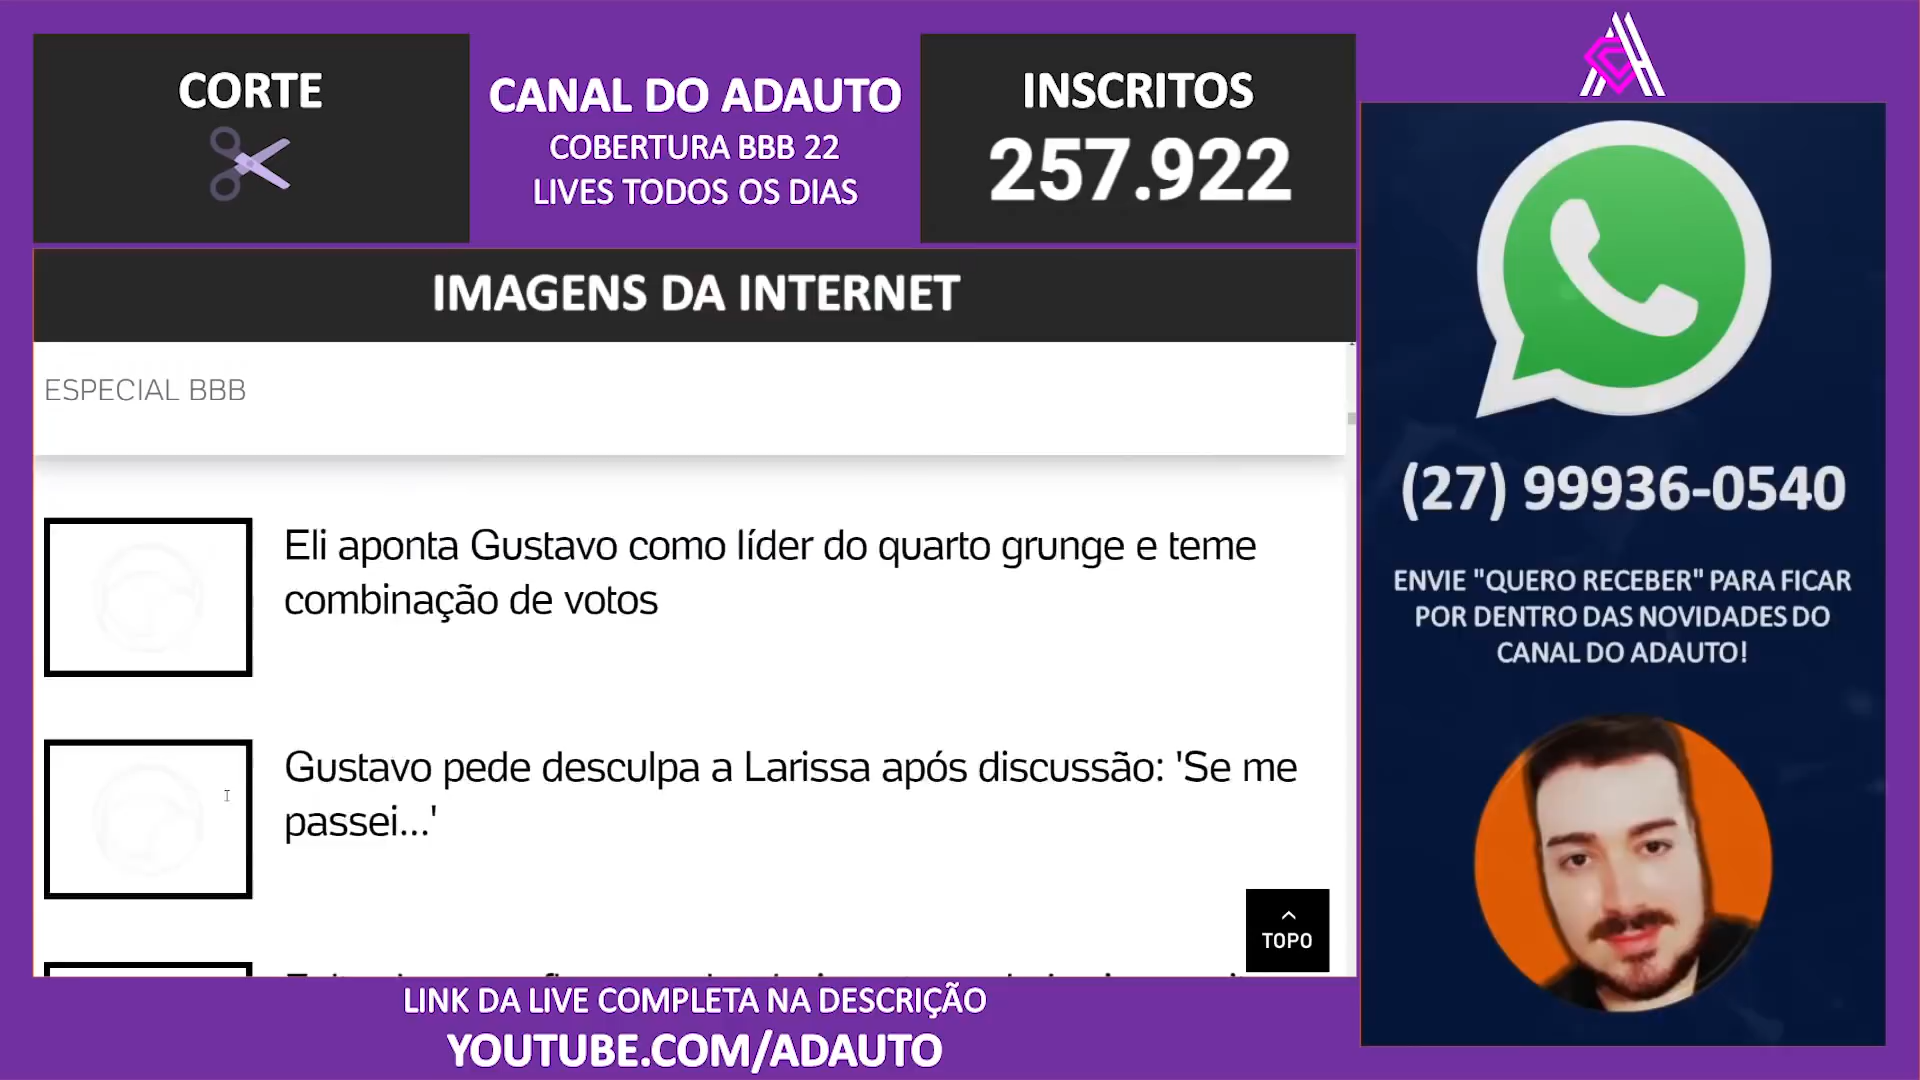 CORTE
CANAL DO ADAUTO
COBERTURA BBB 22
LIVES TODOS OS DIAS
INSCRITOS
257.922
IMAGENS DA INTERNET
ESPECIAL BBB
Eli aponta Gustavo como líder do quarto grunge e teme
combinação de votos
Gustavo pede desculpa a Larissa após discussão: 'Se me
passei...'
TOPO
LINK DA LIVE COMPLETA NA DESCRIÇÃO
YOUTUBE.COM/ADAUTO
(27) 99936-0540
ENVIE "QUERO RECEBER" PARA FICAR
POR DENTRO DAS NOVIDADES DO
CANAL DO ADAUTO!